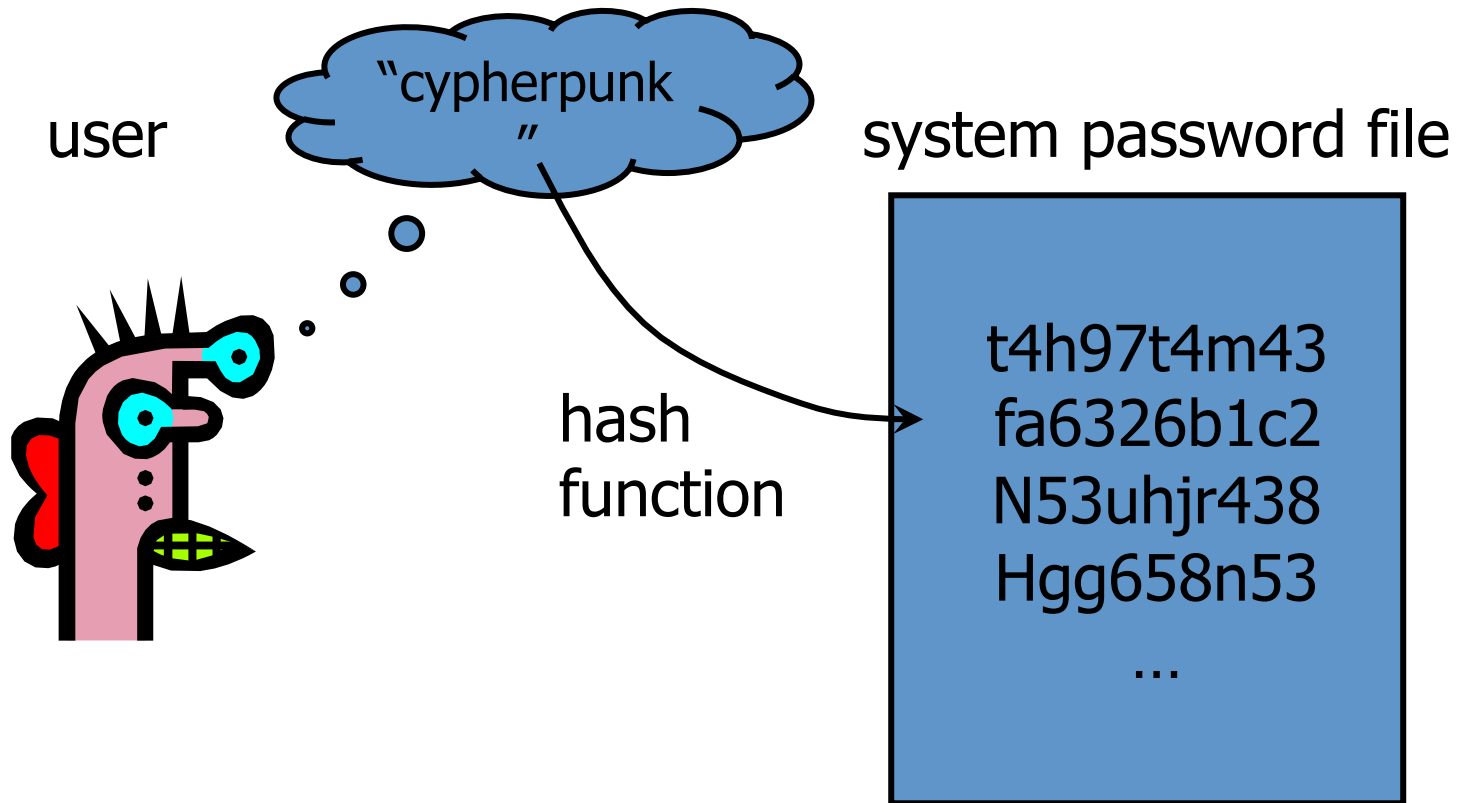 user
“cypherpunk
”
system password file
hash
function
t4h97t4m43
fa6326b1c2
N53uhjr438
Hgg658n53
…